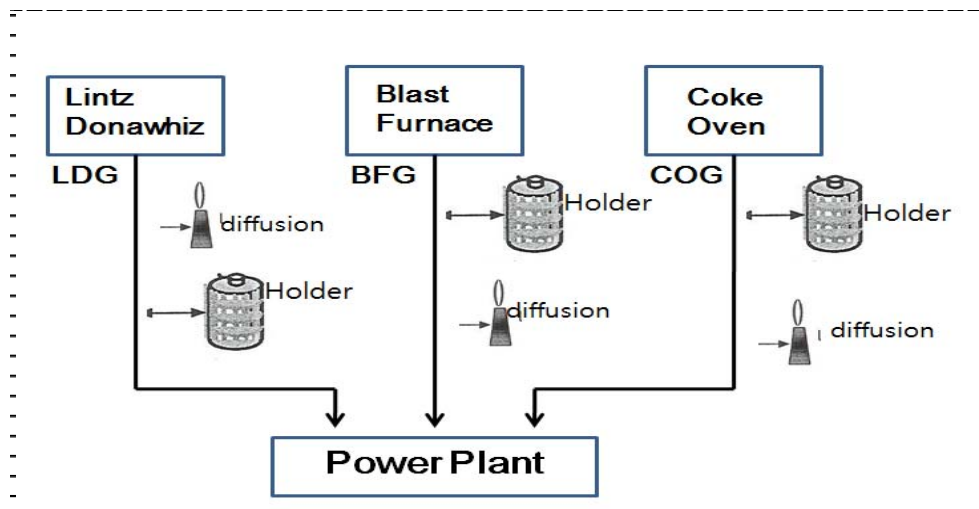 Lintz
Donawhiz
Blast
Furnace
Coke
Oven
LDG
BFG
COG
diffusion
Holder
Holder
diffusion
Holder
diffusion
Power Plant